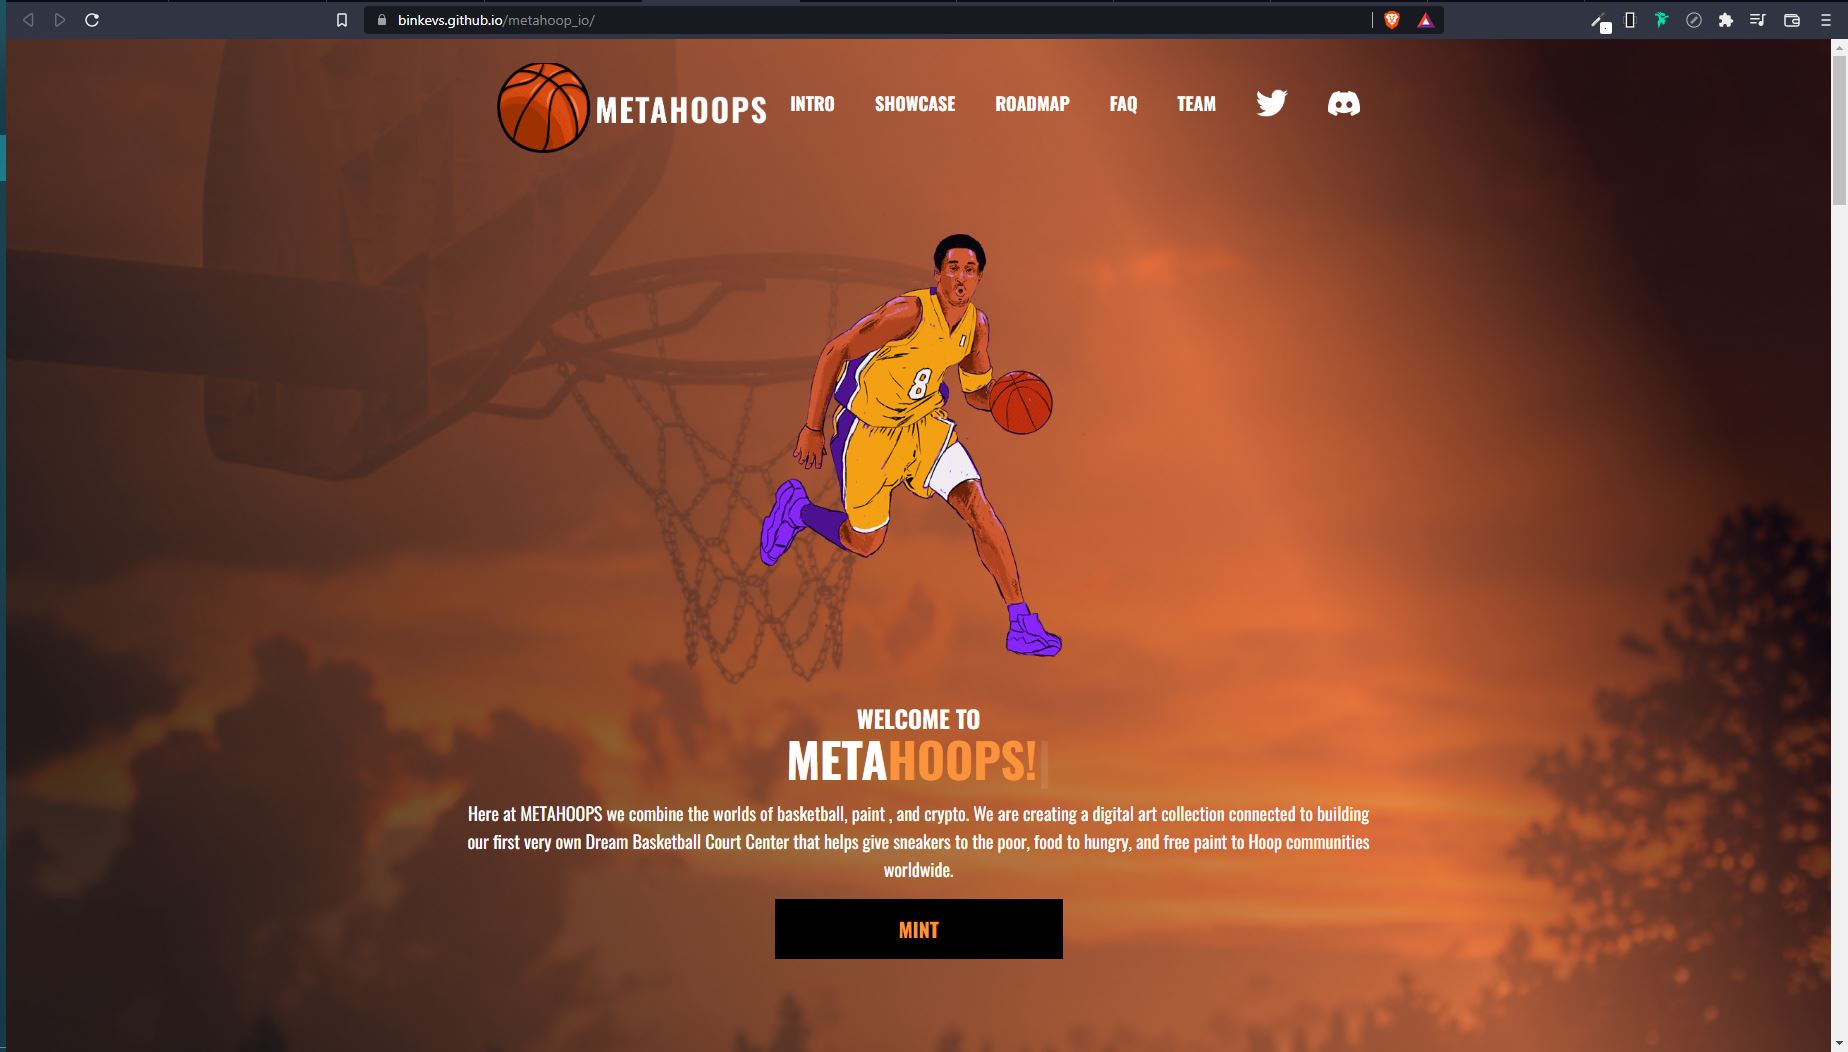 binkevs.github.io/metahoop_io/
METAHOOPS
INTRO
SHOWCASE
ROADMAP
FAQ
TEAM
8
WELCOME TO
METAHOOPS!
Here at METAHOOPS we combine the worlds of basketball, paint , and crypto. We are creating a digital art collection connected to building
our first very own Dream Basketball Court Center that helps give sneakers to the poor, food to hungry, and free paint to Hoop communities
worldwide.
MINT